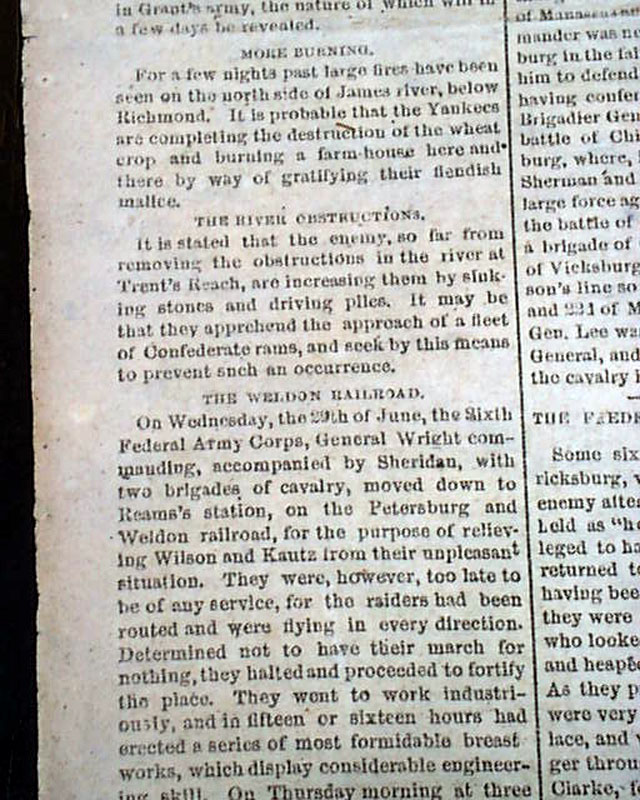 in Grant's army, the nature of which will in
a few days be revealed.
MORE BURNING.
For a few nights past large fires have been
seen on the north side of James river, below
Richmond. It is probable that the Yankees
are completing the destruction of the wheat
crop and burning a farm-house here and
there by way of gratifying their fiendish
malice.
THE RIVER OBSTRUCTIONS.
It is stated that the enemy, so far from
removing the obstructions in the river at
Trent's Reach, are increasing them by sink-
ing stones and driving piles. It may be
that they apprehend the approach of a fleet
of Confederate rams, and seek by this means
to prevent snch an occurrence.
THE WELDON RAILROAD.
On Wednesday, the 29th of June, the Sixth
Federal Army Corps, General Wright com-
manding, accompanied by Sheridan, with
two brigades of cavalry, moved down to
Reams's station, on the Petersburg and
Weldon railroad, for the purpose of reliev-
ing Wilson and Kautz from their unpleasant
situation. They were, however, too late to
be of any service, for the raiders had been
routed and were flying in every direction.
Determined not to have their march for
nothing, they halted and proceeded to fortify
the place. They went to work industri-
ously, and in fifteen or sixteen hours had
erected a series of most formidable breast
works, which display considerable engineer-
ing skill. On Thursday morning at three
of Manassas
mander was
burg in the
him to defend
having
Brigadier Gen
battle of
burg, where,
Sherman and
large force
the battle of
a brigade of
of Vicksburg
son's line so
and 22d of M
Gen. Lee wa
General, and
the cavalry
THE
Some six
ricksburg,
enemy
held as
leged to
returned t
having bee
they were
who looke
and
As they p
were very
lace, and
ger throu
Clarke,